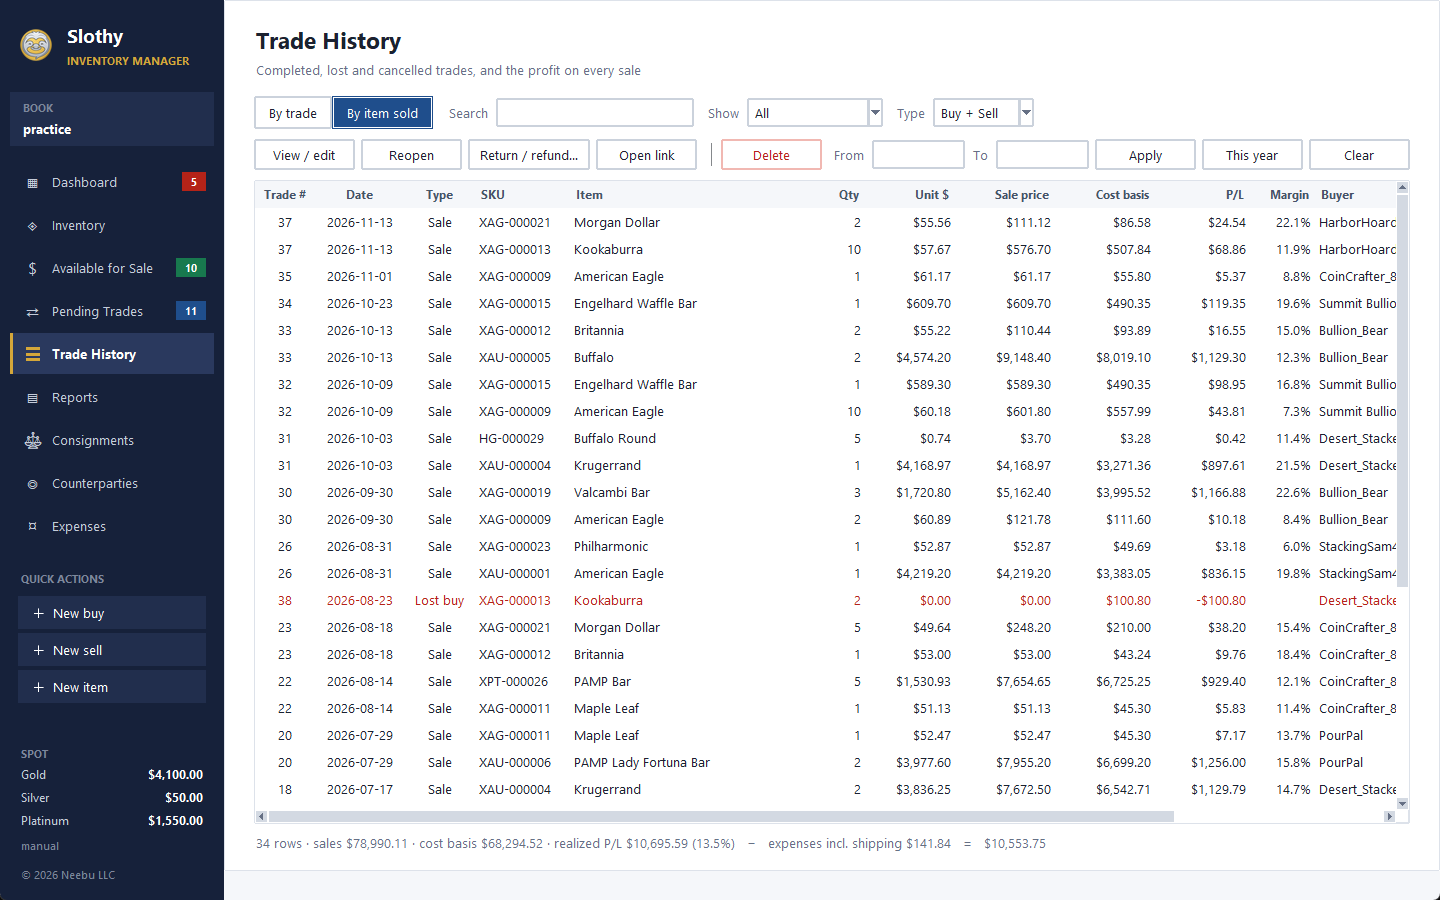 Slothy
INVENTORY MANAGER
BOOK
practice
Dashboard 5
Inventory
$ Available for Sale 10
Pending Trades 11
Trade History
Reports
Consignments
Counterparties
Expenses
QUICK ACTIONS
+ New buy
+ New sell
+ New item
SPOT
Gold $4,100.00
Silver $50.00
Platinum $1,550.00
manual
© 2026 Neebu LLC
Trade History
Completed, lost and cancelled trades, and the profit on every sale
By trade By item sold Search Show All Type Buy + Sell
View / edit Reopen Return / refund... Open link Delete From To Apply This year Clear
Trade # Date Type SKU Item Qty Unit $ Sale price Cost basis P/L Margin Buyer
37 2026-11-13 Sale XAG-000021 Morgan Dollar 2 $55.56 $111.12 $86.58 $24.54 22.1% HarborHoarc
37 2026-11-13 Sale XAG-000013 Kookaburra 10 $57.67 $576.70 $507.84 $68.86 11.9% HarborHoarc
35 2026-11-01 Sale XAG-000009 American Eagle 1 $61.17 $61.17 $55.80 $5.37 8.8% CoinCrafter_8
34 2026-10-23 Sale XAG-000015 Engelhard Waffle Bar 1 $609.70 $609.70 $490.35 $119.35 19.6% Summit Bullio
33 2026-10-13 Sale XAG-000012 Britannia 2 $55.22 $110.44 $93.89 $16.55 15.0% Bullion_Bear
33 2026-10-13 Sale XAU-000005 Buffalo 2 $4,574.20 $9,148.40 $8,019.10 $1,129.30 12.3% Bullion_Bear
32 2026-10-09 Sale XAG-000015 Engelhard Waffle Bar 1 $589.30 $589.30 $490.35 $98.95 16.8% Summit Bullio
32 2026-10-09 Sale XAG-000009 American Eagle 10 $60.18 $601.80 $557.99 $43.81 7.3% Summit Bullio
31 2026-10-03 Sale HG-000029 Buffalo Round 5 $0.74 $3.70 $3.28 $0.42 11.4% Desert_Stacke
31 2026-10-03 Sale XAU-000004 Krugerrand 1 $4,168.97 $4,168.97 $3,271.36 $897.61 21.5% Desert_Stacke
30 2026-09-30 Sale XAG-000019 Valcambi Bar 3 $1,720.80 $5,162.40 $3,995.52 $1,166.88 22.6% Bullion_Bear
30 2026-09-30 Sale XAG-000009 American Eagle 2 $60.89 $121.78 $111.60 $10.18 8.4% Bullion_Bear
26 2026-08-31 Sale XAG-000023 Philharmonic 1 $52.87 $52.87 $49.69 $3.18 6.0% StackingSam4
26 2026-08-31 Sale XAU-000001 American Eagle 1 $4,219.20 $4,219.20 $3,383.05 $836.15 19.8% StackingSam4
38 2026-08-23 Lost buy XAG-000013 Kookaburra 2 $0.00 $0.00 $100.80 -$100.80 Desert_Stacke
23 2026-08-18 Sale XAG-000021 Morgan Dollar 5 $49.64 $248.20 $210.00 $38.20 15.4% CoinCrafter_8
23 2026-08-18 Sale XAG-000012 Britannia 1 $53.00 $53.00 $43.24 $9.76 18.4% CoinCrafter_8
22 2026-08-14 Sale XPT-000026 PAMP Bar 5 $1,530.93 $7,654.65 $6,725.25 $929.40 12.1% CoinCrafter_8
22 2026-08-14 Sale XAG-000011 Maple Leaf 1 $51.13 $51.13 $45.30 $5.83 11.4% CoinCrafter_8
20 2026-07-29 Sale XAG-000011 Maple Leaf 1 $52.47 $52.47 $45.30 $7.17 13.7% PourPal
20 2026-07-29 Sale XAU-000006 PAMP Lady Fortuna Bar 2 $3,977.60 $7,955.20 $6,699.20 $1,256.00 15.8% PourPal
18 2026-07-17 Sale XAU-000004 Krugerrand 2 $3,836.25 $7,672.50 $6,542.71 $1,129.79 14.7% Desert_Stacke
34 rows · sales $78,990.11 · cost basis $68,294.52 · realized P/L $10,695.59 (13.5%) − expenses incl. shipping $141.84 = $10,553.75